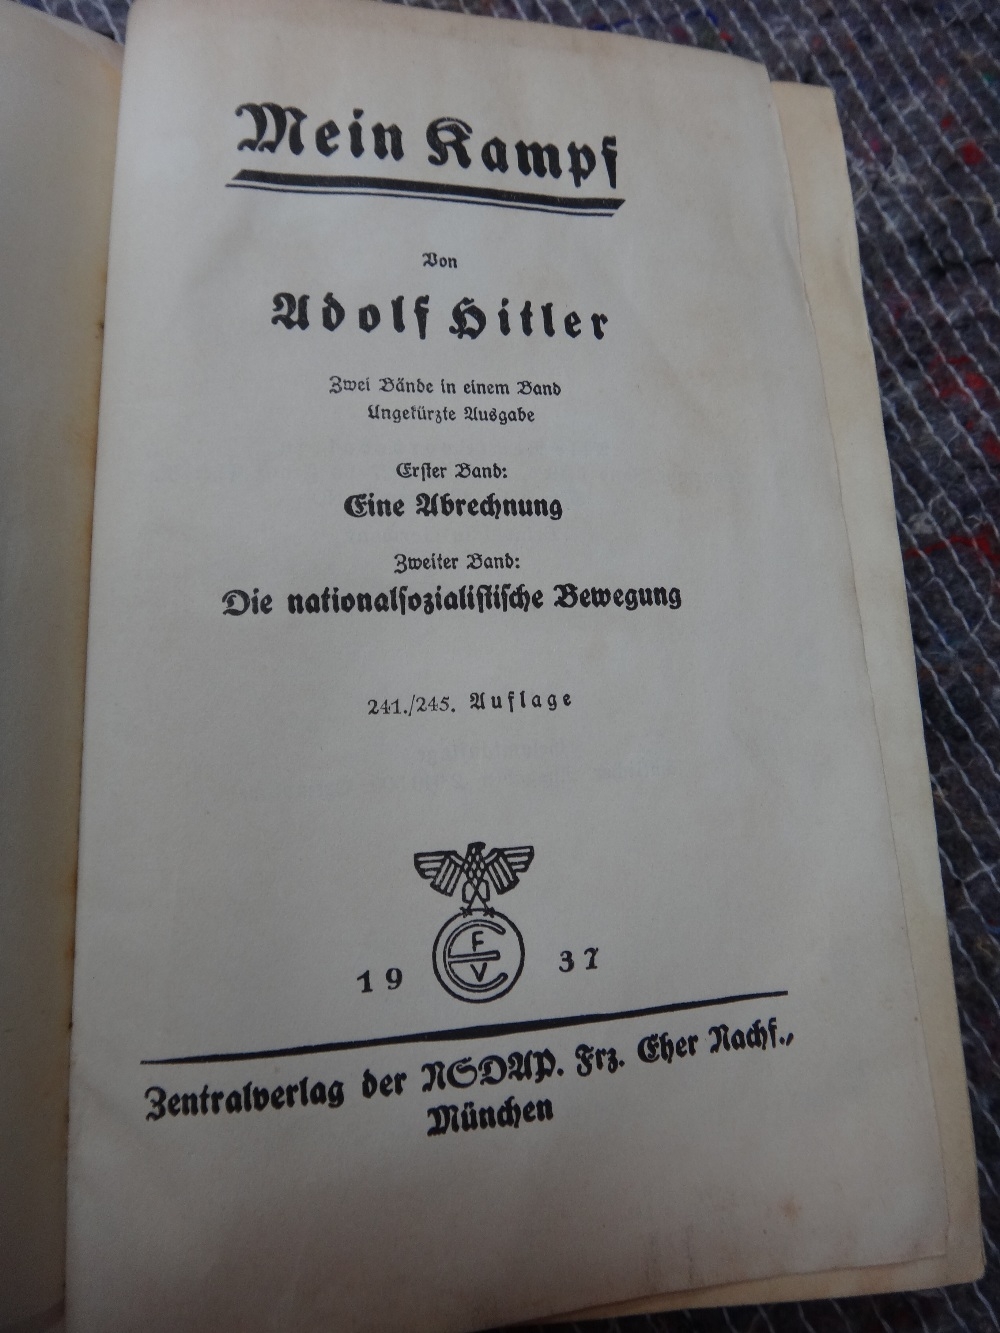 Mein Kampf
Von
Adolf Hitler
Zwei Bände in einem Band
Ungekürzte Ausgabe
Erster Band:
Eine Abrechnung
Zweiter Band:
Die nationalsozialistische Bewegung
241./245. Auflage
F
E
V
19 37
Zentralverlag der NSDAP. Frz. Eher Nachf.,
München